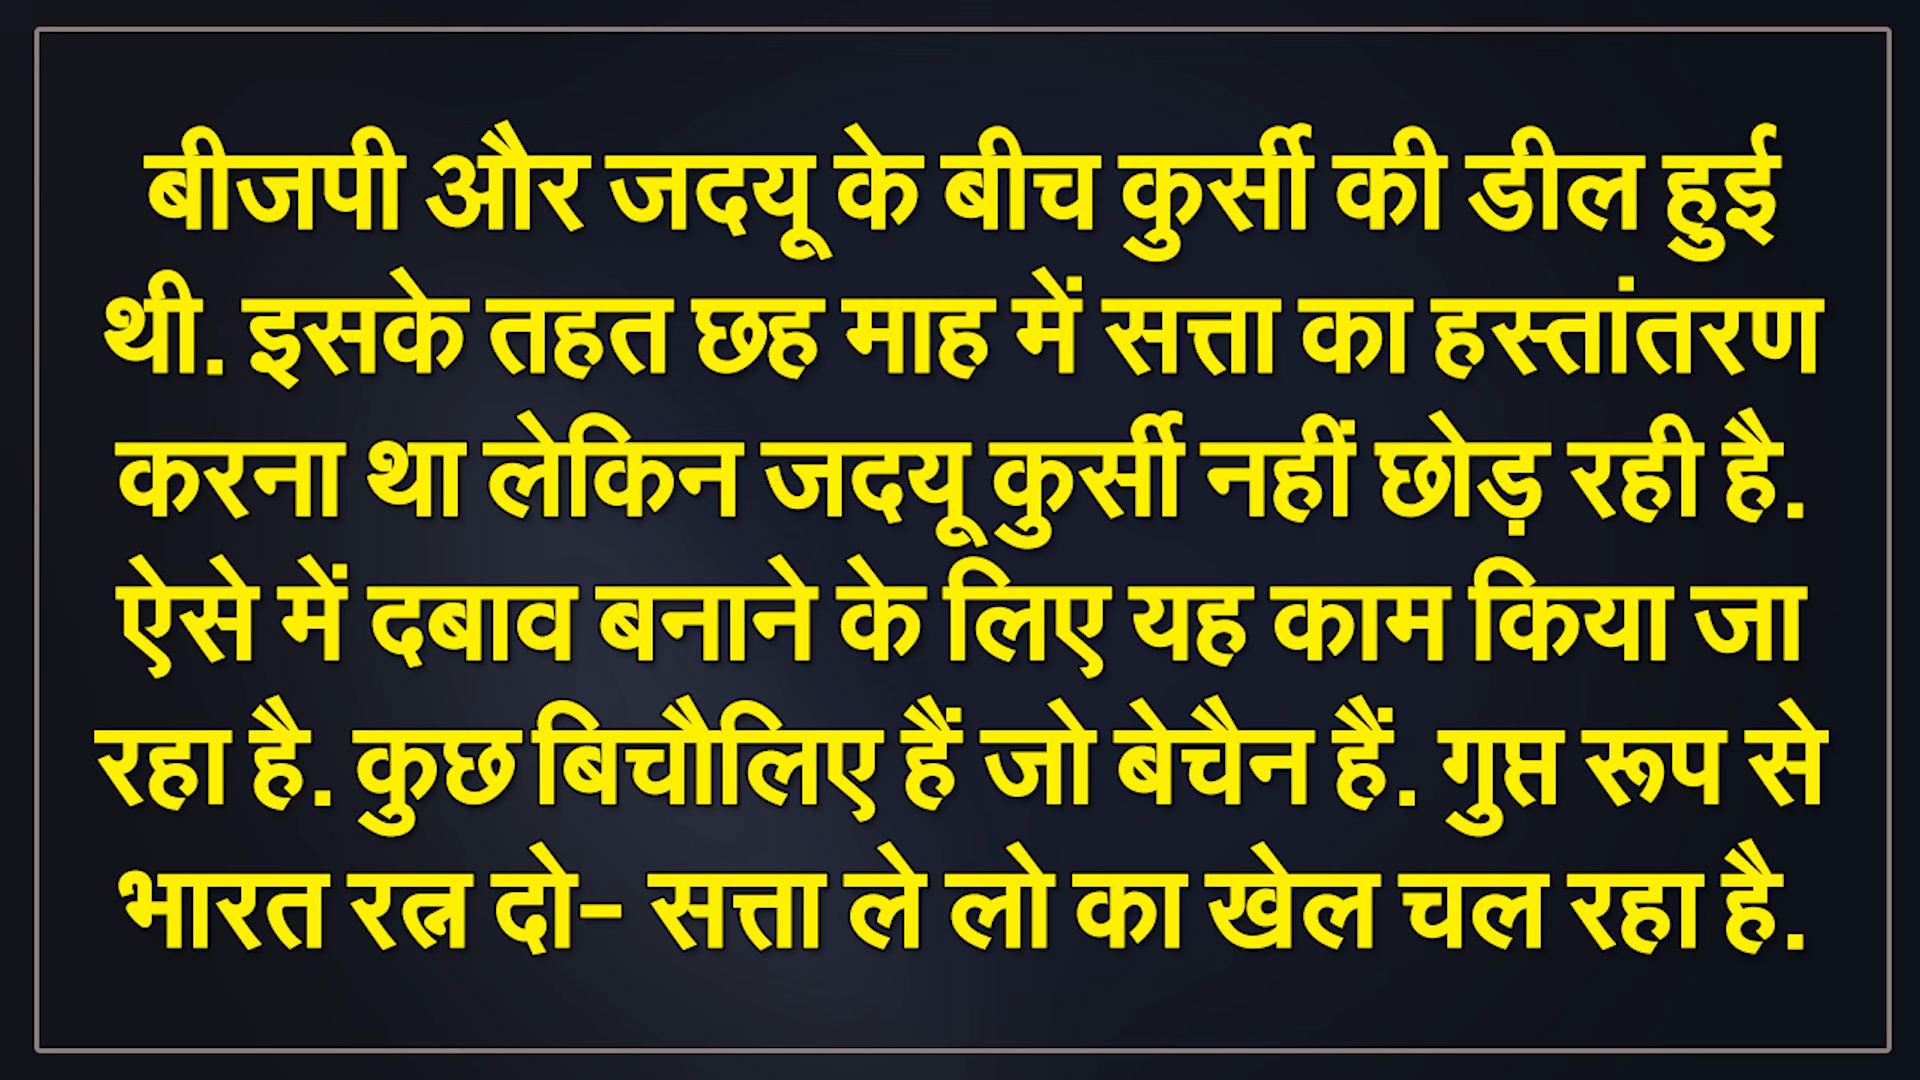 बीजपी और जदयू के बीच कुर्सी की डील हुई
थी. इसके तहत छह माह में सत्ता का हस्तांतरण
करना था लेकिन जदयू कुर्सी नहीं छोड़ रही है.
ऐसे में दबाव बनाने के लिए यह काम किया जा
रहा है. कुछ बिचौलिए हैं जो बेचैन हैं. गुप्त रूप से
भारत रत्न दो- सत्ता ले लो का खेल चल रहा है.